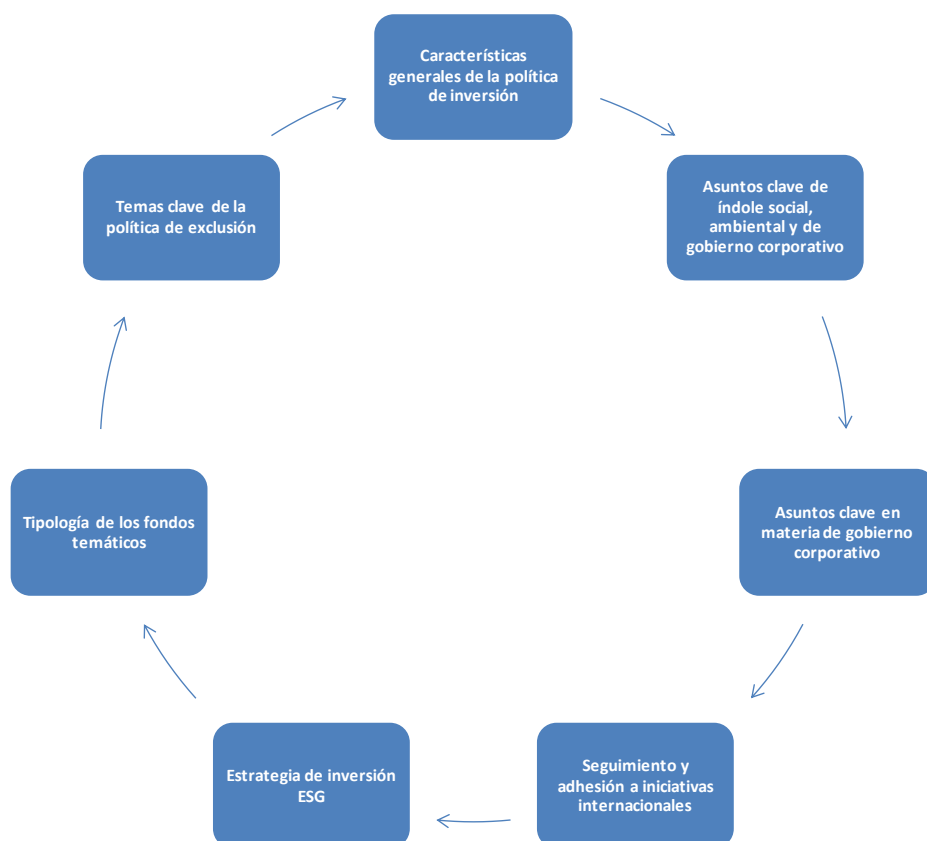 Características
generales de la política
de inversión
Asuntos clave de
índole social,
ambiental y de
gobierno corporativo
Asuntos clave en
materia de gobierno
corporativo
Seguimiento y
adhesión a iniciativas
internacionales
Estrategia de inversión
ESG
Tipología de los fondos
temáticos
Temas clave de la
política de exclusión